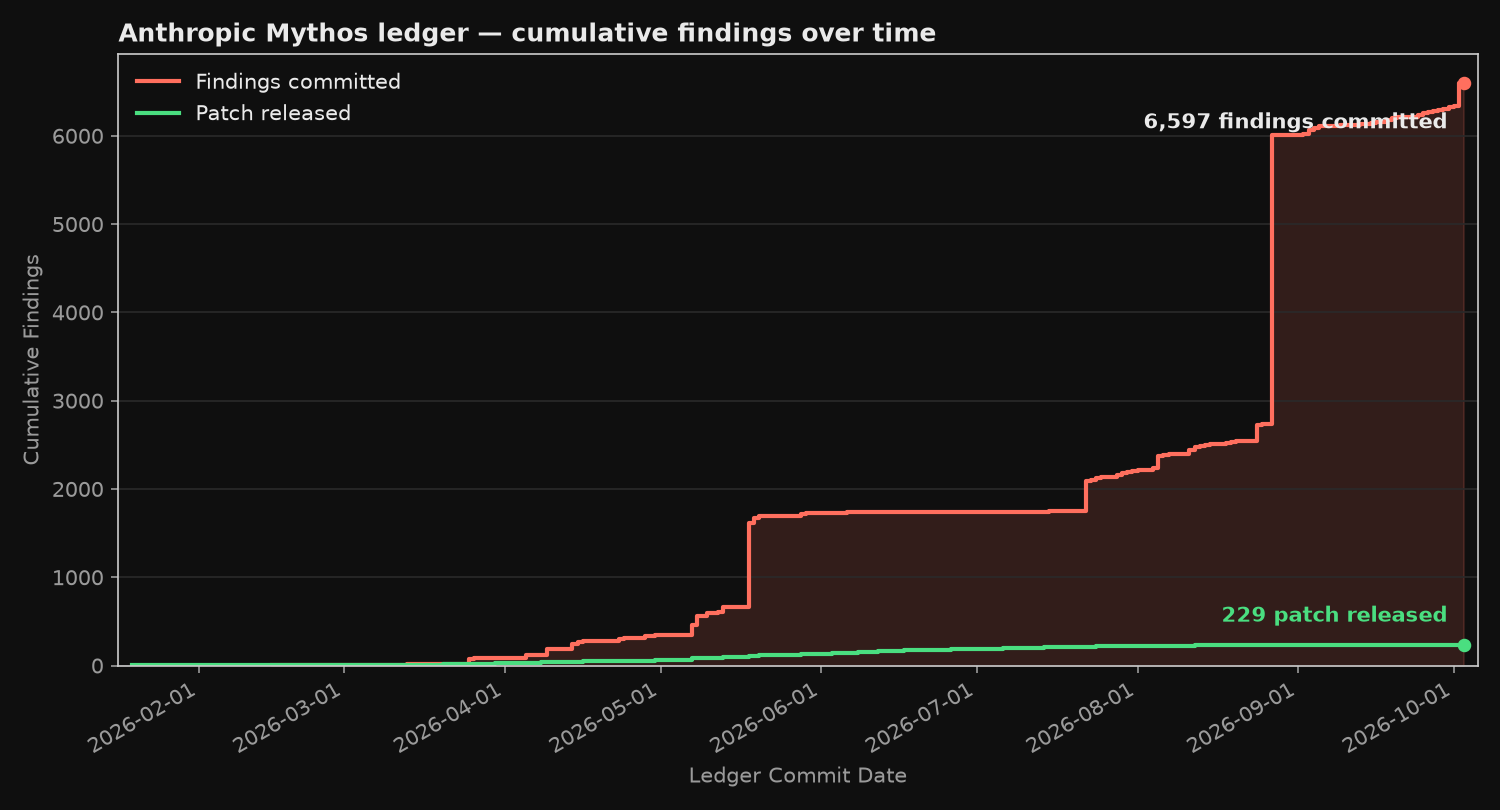 Anthropic Mythos ledger — cumulative findings over time
Findings committed
Patch released
6,597 findings committed
229 patch released
Cumulative Findings
6000
5000
4000
3000
2000
1000
0
2026-02-01
2026-03-01
2026-04-01
2026-05-01
2026-06-01
2026-07-01
2026-08-01
2026-09-01
2026-10-01
Ledger Commit Date